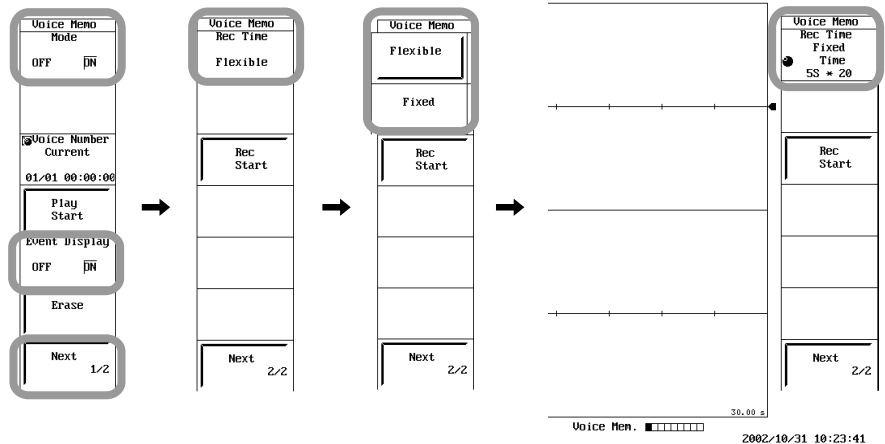 Voice Memo
Mode
OFF ON
Voice Number
Current
01/01 00:00:00
Play
Start
Event Display
OFF ON
Erase
Next
1/2
Voice Memo
Rec Time
Flexible
Rec
Start
Next
2/2
Voice Memo
Flexible
Fixed
Rec
Start
Next
2/2
30.00 s
Voice Mem.
Voice Memo
Rec Time
Fixed
Time
5S * 20
Rec
Start
Next
2/2
2002/10/31 10:23:41